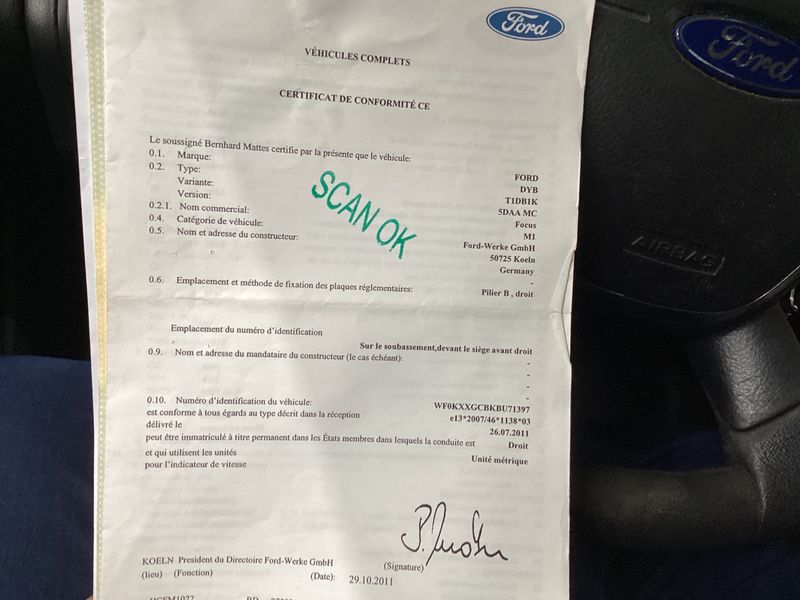 Ford
Ford
VÉHICULES COMPLETS
CERTIFICAT DE CONFORMITÉ CE
Le soussigné Bernhard Mattes certifie par la présente que le véhicule:
0.1. Marque: FORD
0.2. Type: DYB
Variante: T1DB1K
Version: 5DAA MC
0.2.1. Nom commercial: Focus
0.4. Catégorie de véhicule: M1
0.5. Nom et adresse du constructeur: Ford-Werke GmbH
50725 Koeln
Germany
-
SCAN OK
AIRBAG
0.6. Emplacement et méthode de fixation des plaques réglementaires: Pilier B , droit
Emplacement du numéro d'identification
Sur le soubassement,devant le siège avant droit
0.9. Nom et adresse du mandataire du constructeur (le cas échéant): -
-
-
-
0.10. Numéro d'identification du véhicule: WF0KXXGCBKBU71397
est conforme à tous égards au type décrit dans la réception e13*2007/46*1138*03
délivré le 26.07.2011
peut être immatriculé à titre permanent dans les États membres dans lesquels la conduite est Droit
et qui utilisent les unités Unité métrique
pour l'indicateur de vitesse
KOELN President du Directoire Ford-Werke GmbH
(lieu) (Fonction) (Date): 29.10.2011 (Signature)